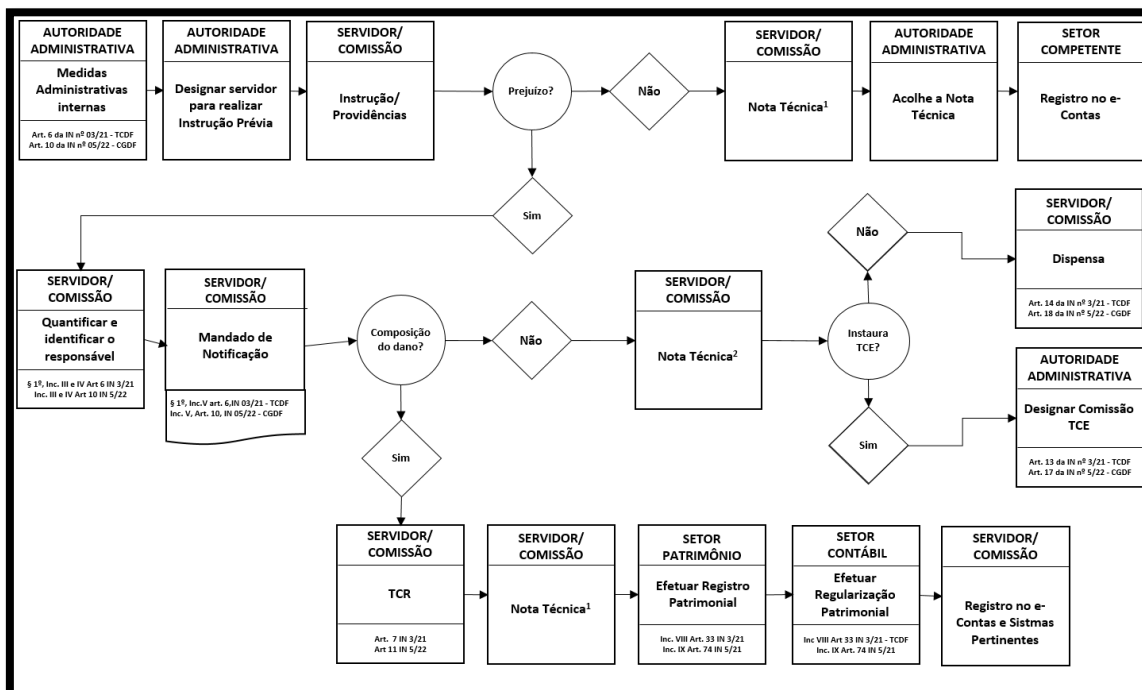 AUTORIDADE
ADMINISTRATIVA
Medidas
Administrativas
internas
Art. 6 da IN nº 03/21 - TCDF
Art. 10 da IN nº 05/22 - CGDF
AUTORIDADE
ADMINISTRATIVA
Designar servidor
para realizar
Instrução Prévia
SERVIDOR/
COMISSÃO
Instrução/
Providências
Prejuízo?
Não
SERVIDOR/
COMISSÃO
Nota Técnica¹
AUTORIDADE
ADMINISTRATIVA
Acolhe a Nota
Técnica
SETOR
COMPETENTE
Registro no e-
Contas
Sim
SERVIDOR/
COMISSÃO
Quantificar e
identificar o
responsável
§ 1º, Inc. III e IV Art 6 IN 3/21
Inc. III e IV Art 10 IN 5/22
SERVIDOR/
COMISSÃO
Mandado de
Notificação
§ 1º, Inc.V art. 6,IN 03/21 - TCDF
Inc. V, Art. 10, IN 05/22 - CGDF
Composição
do dano?
Não
SERVIDOR/
COMISSÃO
Nota Técnica²
Instaura
TCE?
Não
SERVIDOR/
COMISSÃO
Dispensa
Art. 14 da IN nº 3/21 - TCDF
Art. 18 da IN nº 5/22 - CGDF
Sim
AUTORIDADE
ADMINISTRATIVA
Designar Comissão
TCE
Art. 13 da IN nº 3/21 - TCDF
Art. 17 da IN nº 5/22 - CGDF
Sim
SERVIDOR/
COMISSÃO
TCR
Art. 7 IN 3/21
Art 11 IN 5/22
SERVIDOR/
COMISSÃO
Nota Técnica¹
SETOR
PATRIMÔNIO
Efetuar Registro
Patrimonial
Inc. VIII Art. 33 IN 3/21
Inc. IX Art. 74 IN 5/21
SETOR
CONTÁBIL
Efetuar
Regularização
Patrimonial
Inc VIII Art 33 IN 3/21 - TCDF
Inc. IX Art. 74 IN 5/21
SERVIDOR/
COMISSÃO
Registro no e-
Contas e Sistmas
Pertinentes